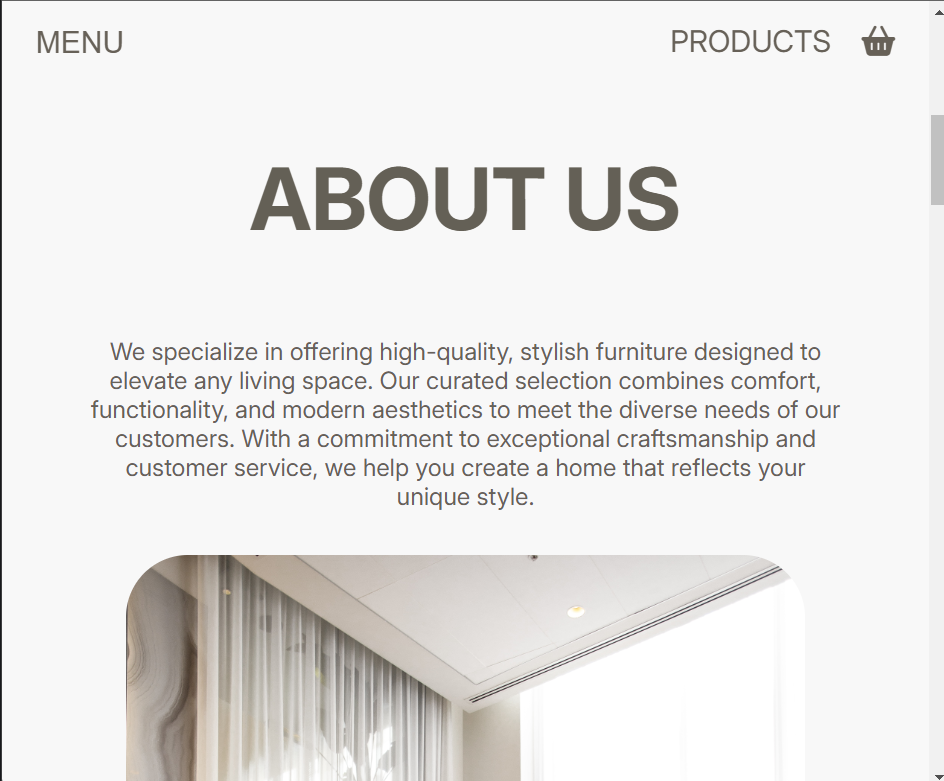 MENU
PRODUCTS
ABOUT US
We specialize in offering high-quality, stylish furniture designed to
elevate any living space. Our curated selection combines comfort,
functionality, and modern aesthetics to meet the diverse needs of our
customers. With a commitment to exceptional craftsmanship and
customer service, we help you create a home that reflects your
unique style.